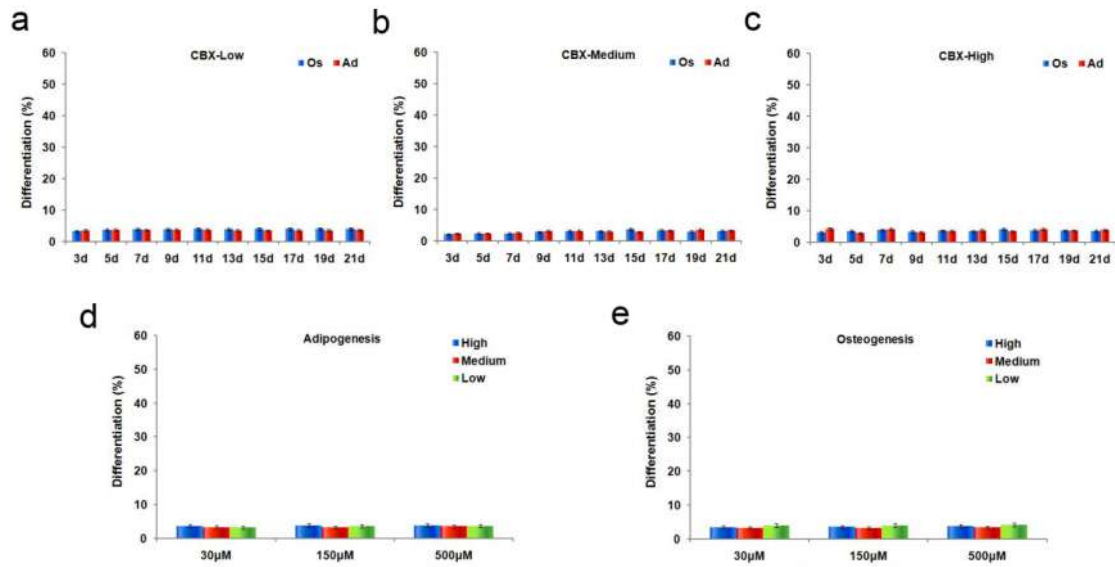 a
CBX-Low
Os Ad
Differentiation (%)
60
50
40
30
20
10
0
3d 5d 7d 9d 11d 13d 15d 17d 19d 21d
b
CBX-Medium
Os Ad
Differentiation (%)
60
50
40
30
20
10
0
3d 5d 7d 9d 11d 13d 15d 17d 19d 21d
c
CBX-High
Os Ad
Differentiation (%)
60
50
40
30
20
10
0
3d 5d 7d 9d 11d 13d 15d 17d 19d 21d
d
Adipogenesis
High
Medium
Low
Differentiation (%)
60
50
40
30
20
10
0
30µM 150µM 500µM
e
Osteogenesis
High
Medium
Low
Differentiation (%)
60
50
40
30
20
10
0
30µM 150µM 500µM